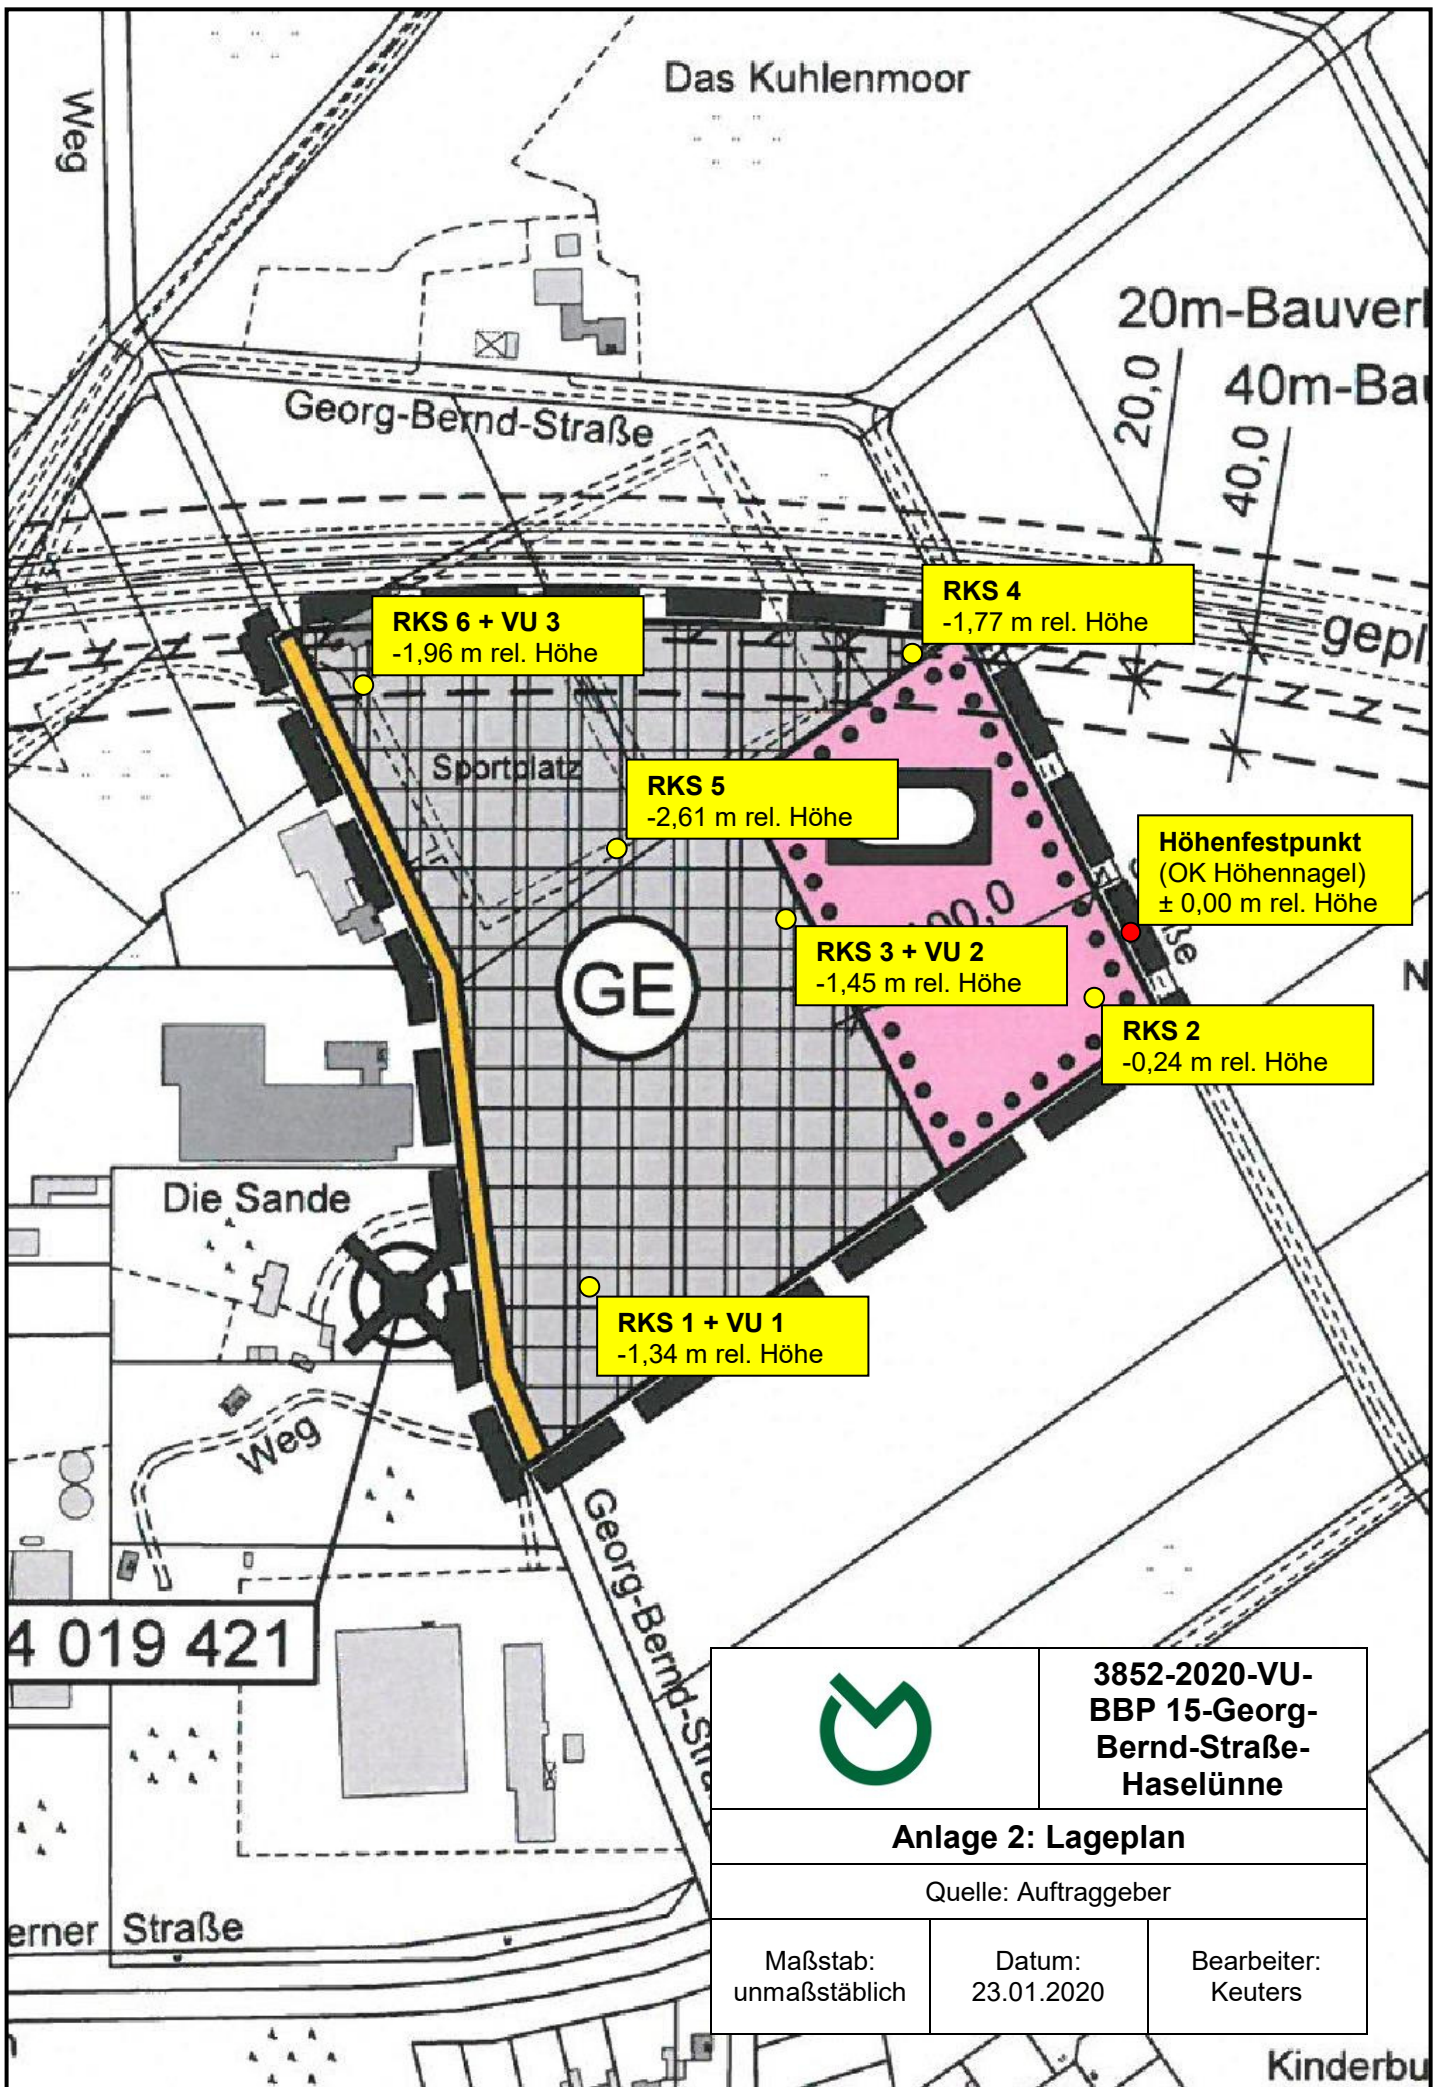 Das Kuhlenmoor
Weg
20m-Bauver
40m-Bau
20,0
40,0
Georg-Bernd-Straße
RKS 4
-1,77 m rel. Höhe
RKS 6 + VU 3
-1,96 m rel. Höhe
gepl
Sportplatz
RKS 5
-2,61 m rel. Höhe
Höhenfestpunkt
(OK Höhennagel)
± 0,00 m rel. Höhe
00,0
RKS 3 + VU 2
-1,45 m rel. Höhe
GE
N
RKS 2
-0,24 m rel. Höhe
Die Sande
RKS 1 + VU 1
-1,34 m rel. Höhe
Weg
Georg-Bernd-Stra
4 019 421
3852-2020-VU-
BBP 15-Georg-
Bernd-Straße-
Haselünne
Anlage 2: Lageplan
Quelle: Auftraggeber
erner Straße
Maßstab:
unmaßstäblich
Datum:
23.01.2020
Bearbeiter:
Keuters
Kinderbu